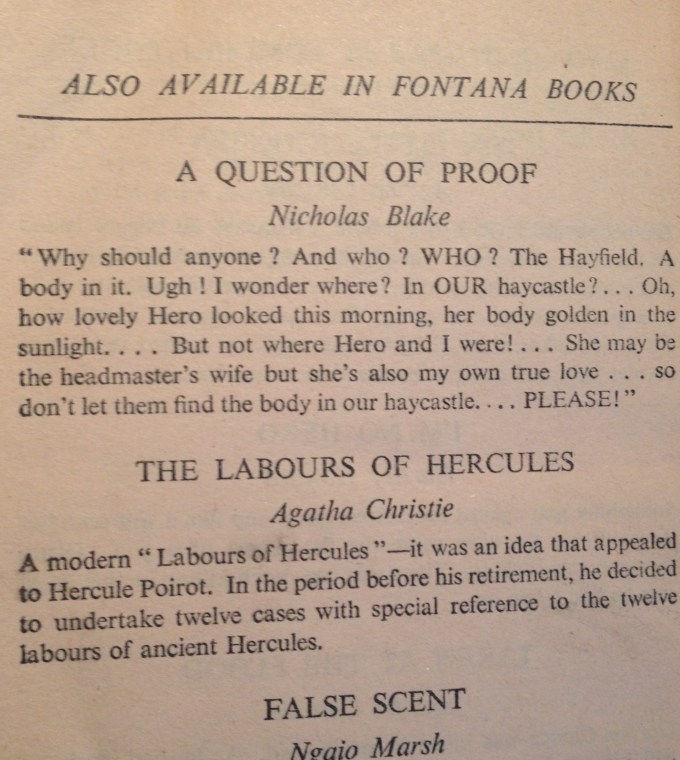 ALSO AVAILABLE IN FONTANA BOOKS
A QUESTION OF PROOF
Nicholas Blake
“Why should anyone ? And who ? WHO ? The Hayfield. A
body in it. Ugh ! I wonder where? In OUR haycastle?... Oh,
how lovely Hero looked this morning, her body golden in the
sunlight. . . . But not where Hero and I were!... She may be
the headmaster’s wife but she’s also my own true love . . . so
don’t let them find the body in our haycastle. . . . PLEASE!”
THE LABOURS OF HERCULES
Agatha Christie
A modern “ Labours of Hercules ”—it was an idea that appealed
to Hercule Poirot. In the period before his retirement, he decided
to undertake twelve cases with special reference to the twelve
labours of ancient Hercules.
FALSE SCENT
Ngaio Marsh